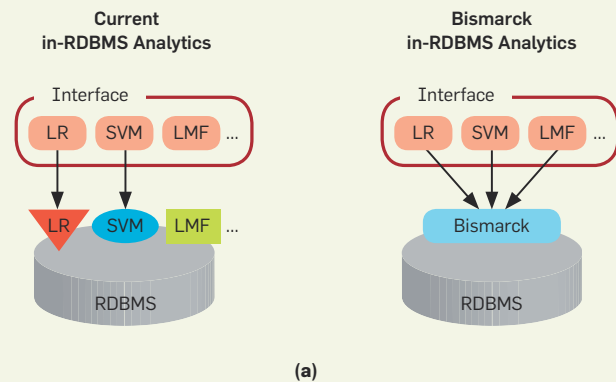 Current
in-RDBMS Analytics
Interface
LR SVM LMF ...
LR SVM LMF ...
RDBMS
Bismarck
in-RDBMS Analytics
Interface
LR SVM LMF ...
Bismarck
RDBMS
(a)